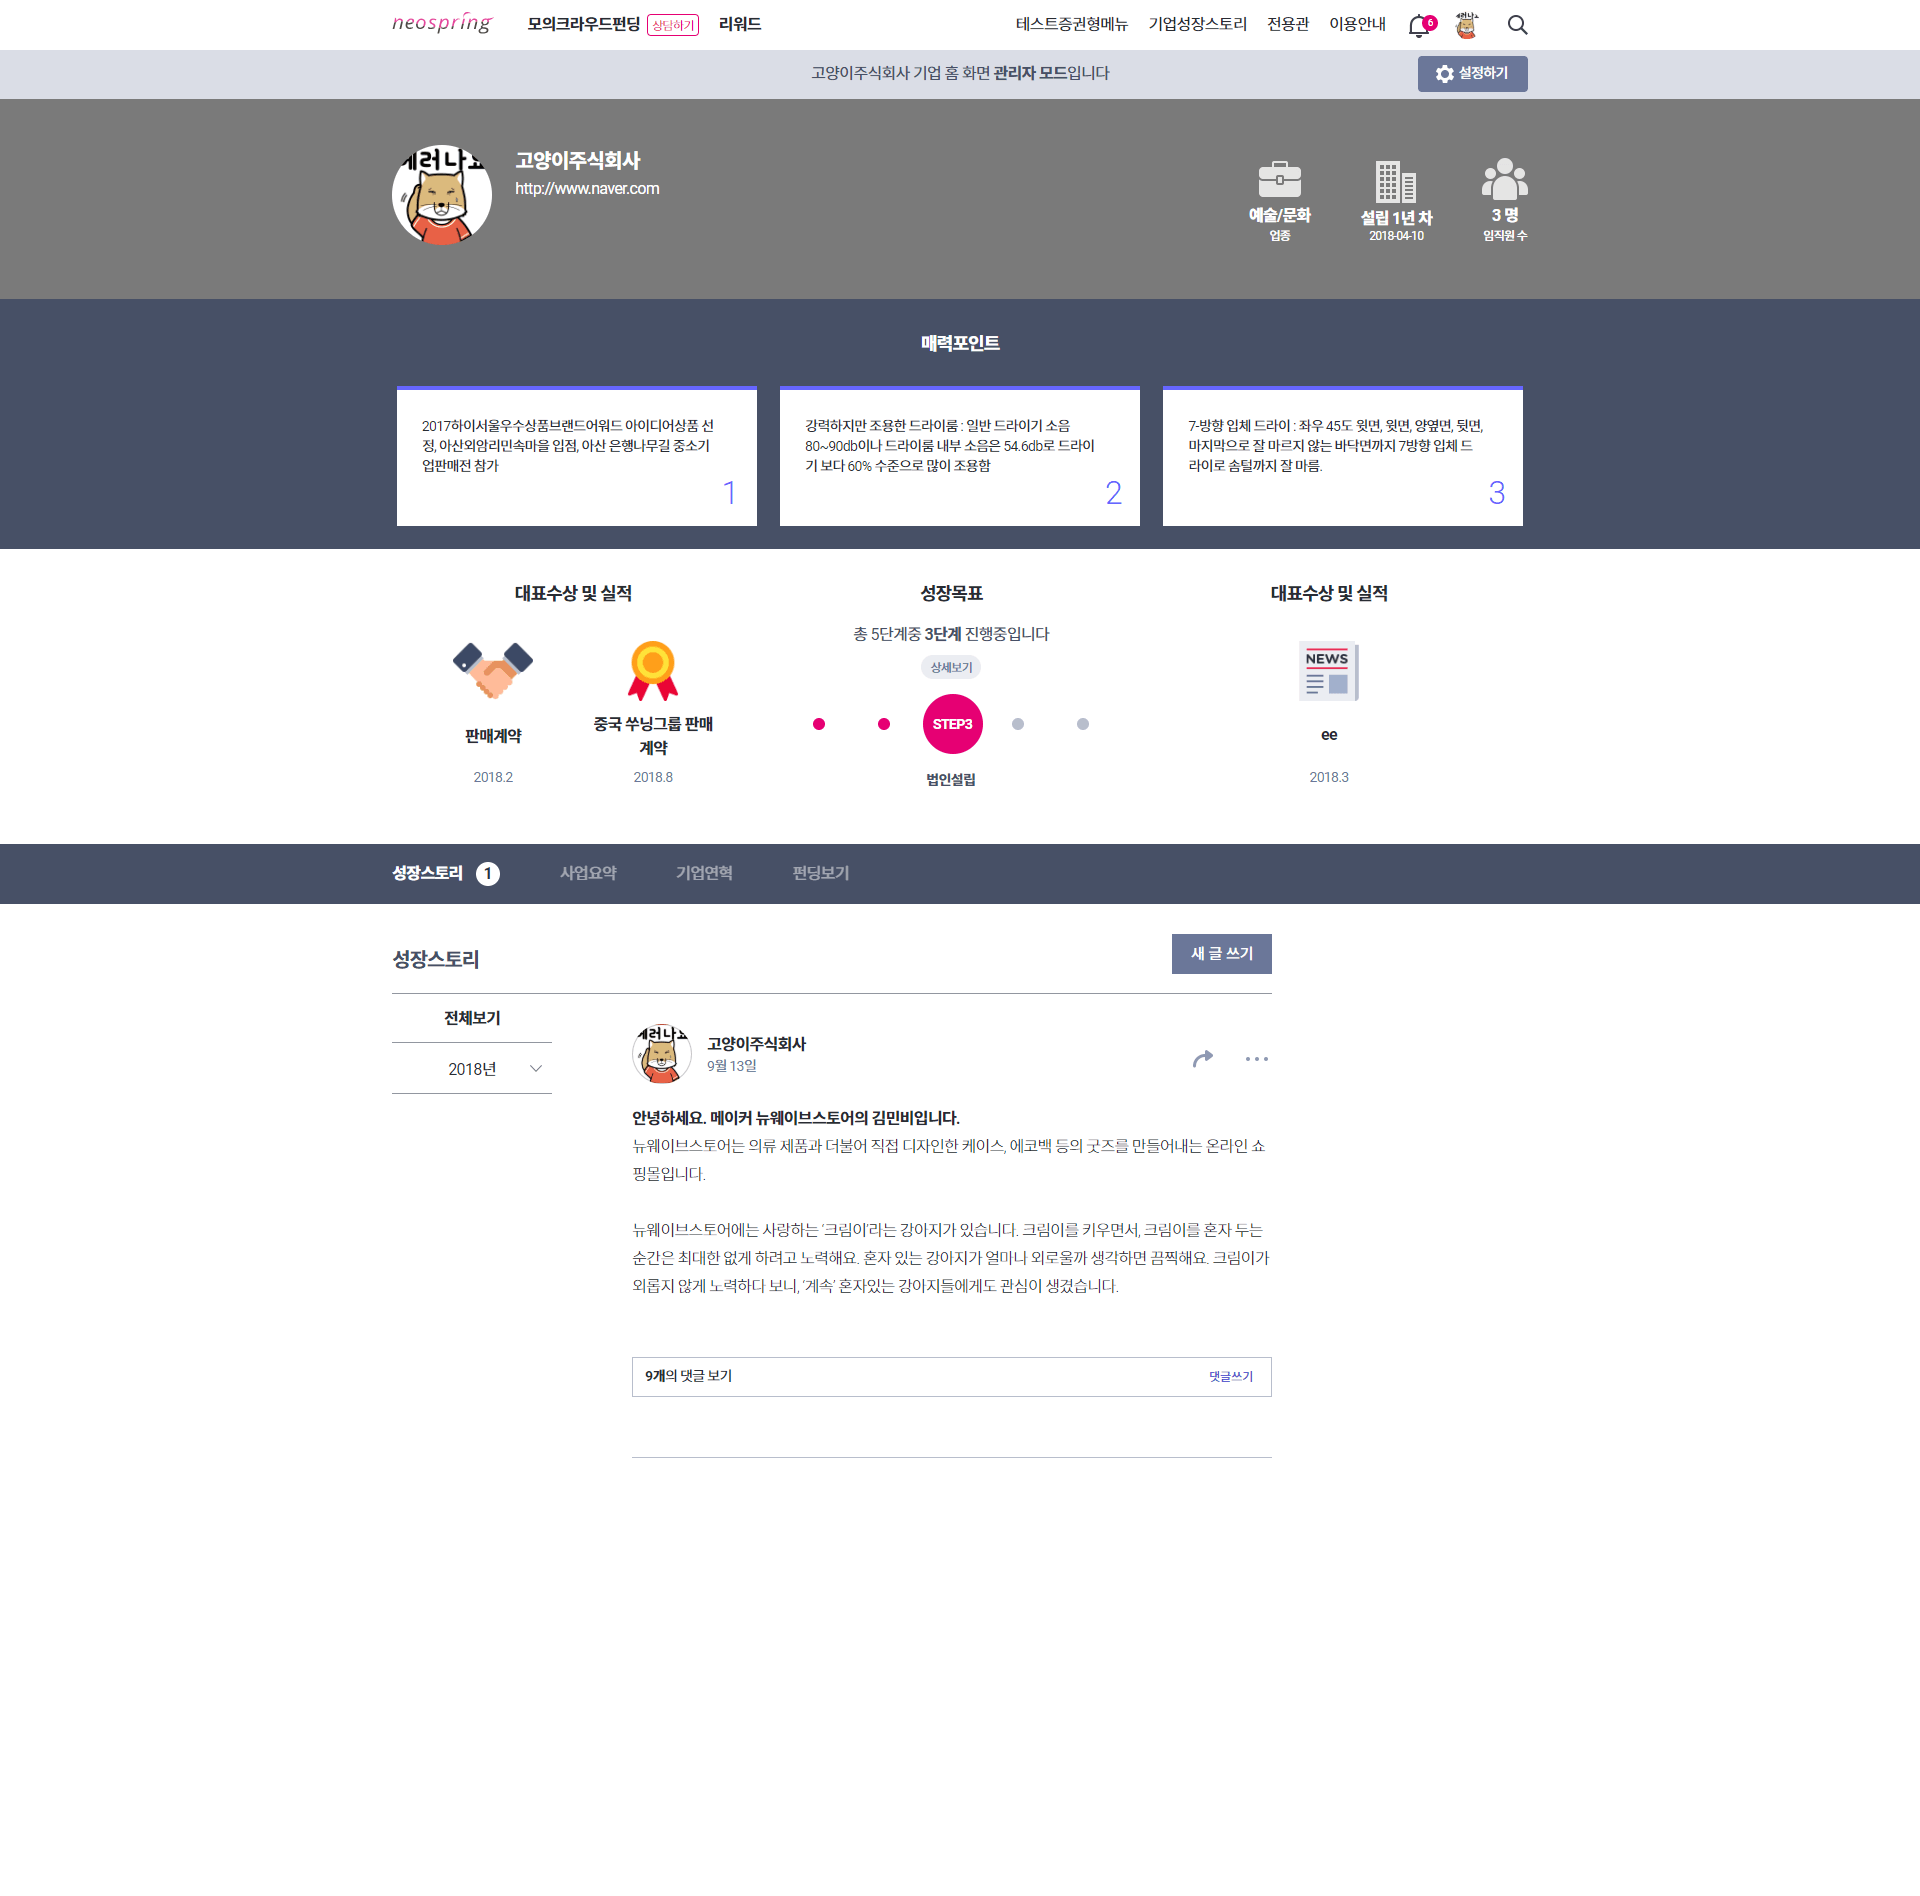 neospring 모의크라우드펀딩 상담하기 리워드 테스트증권형메뉴 기업성장스토리 전용관 이용안내 6
고양이주식회사 기업 홈 화면 관리자 모드입니다 설정하기
게러나요
고양이주식회사
http://www.naver.com
예술/문화
업종
설립 1년 차
2018-04-10
3 명
임직원 수
매력포인트
2017하이서울우수상품브랜드어워드 아이디어상품 선
정, 아산외암리민속마을 입점, 아산 은행나무길 중소기
업판매전 참가
1
강력하지만 조용한 드라이룸 : 일반 드라이기 소음
80~90db이나 드라이룸 내부 소음은 54.6db로 드라이
기 보다 60% 수준으로 많이 조용함
2
7-방향 입체 드라이 : 좌우 45도 윗면, 윗면, 양옆면, 뒷면,
마지막으로 잘 마르지 않는 바닥면까지 7방향 입체 드
라이로 솜털까지 잘 마름.
3
대표수상 및 실적
판매계약
2018.2
중국 쑤닝그룹 판매
계약
2018.8
성장목표
총 5단계중 3단계 진행중입니다
상세보기
STEP3
법인설립
대표수상 및 실적
NEWS
ee
2018.3
성장스토리 1 사업요약 기업연혁 펀딩보기
성장스토리
새 글 쓰기
전체보기
2018년
게러나요
고양이주식회사
9월 13일
안녕하세요. 메이커 뉴웨이브스토어의 김민비입니다.
뉴웨이브스토어는 의류 제품과 더불어 직접 디자인한 케이스, 에코백 등의 굿즈를 만들어내는 온라인 쇼
핑몰입니다.
뉴웨이브스토어에는 사랑하는 ‘크림이’라는 강아지가 있습니다. 크림이를 키우면서, 크림이를 혼자 두는
순간은 최대한 없게 하려고 노력해요. 혼자 있는 강아지가 얼마나 외로울까 생각하면 끔찍해요. 크림이가
외롭지 않게 노력하다 보니, ‘계속’ 혼자있는 강아지들에게도 관심이 생겼습니다.
9개의 댓글 보기 댓글쓰기